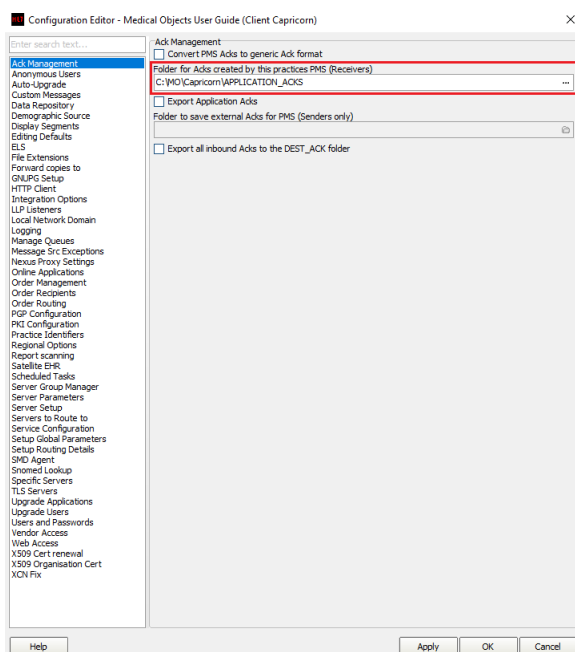 Configuration Editor - Medical Objects User Guide (Client Capricorn)
Enter search text...
Ack Management
Anonymous Users
Auto-Upgrade
Custom Messages
Data Repository
Demographic Source
Display Segments
Editing Defaults
ELS
File Extensions
Forward copies to
GNUPG Setup
HTTP Client
Integration Options
LLP Listeners
Local Network Domain
Logging
Manage Queues
Message Src Exceptions
Nexus Proxy Settings
Online Applications
Order Management
Order Recipients
Order Routing
PGP Configuration
PKI Configuration
Practice Identifiers
Regional Options
Report scanning
Satellite EHR
Scheduled Tasks
Server Group Manager
Server Parameters
Server Setup
Servers to Route to
Service Configuration
Setup Global Parameters
Setup Routing Details
SMD Agent
Snomed Lookup
Specific Servers
TLS Servers
Upgrade Applications
Upgrade Users
Users and Passwords
Vendor Access
Web Access
X509 Cert renewal
X509 Organisation Cert
XCN Fix
Ack Management
Convert PMS Acks to generic Ack format
Folder for Acks created by this practices PMS (Receivers)
C:\MO\Capricorn\APPLICATION_ACKS
...
Export Application Acks
Folder to save external Acks for PMS (Senders only)
Export all inbound Acks to the DEST_ACK folder
Help
Apply
OK
Cancel